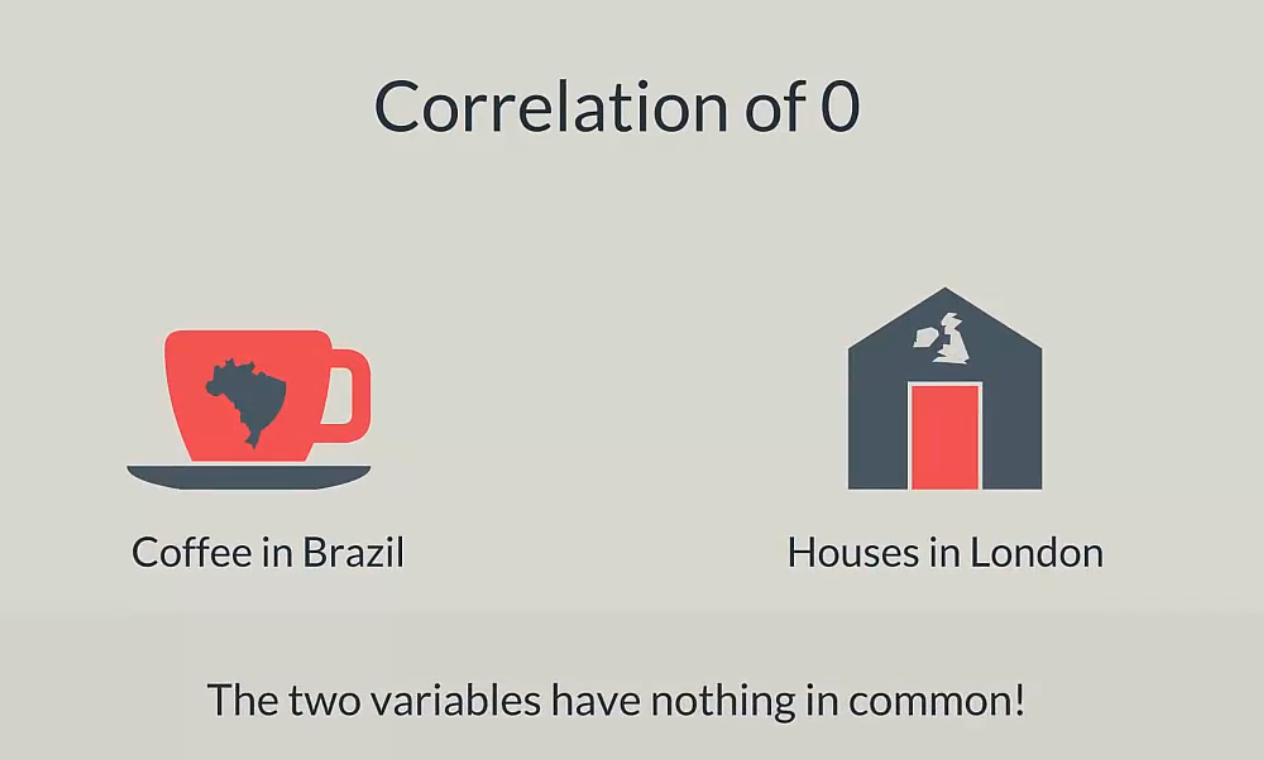 Correlation of 0
Coffee in Brazil
Houses in London
The two variables have nothing in common!